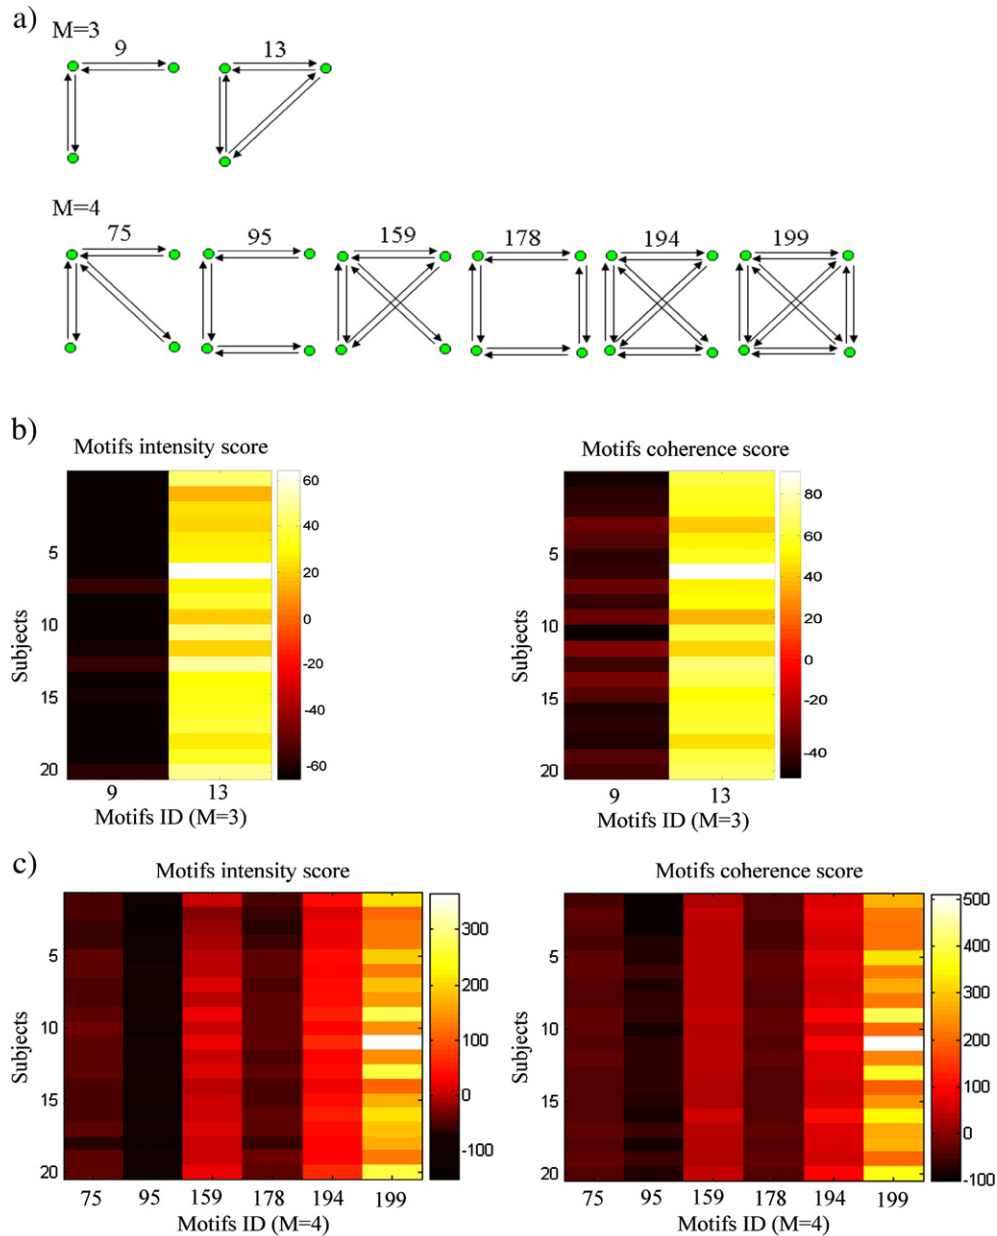 a)
M=3
9 13
M=4
75 95 159 178 194 199
b)
Motifs intensity score
60
40
20
0
-20
-40
-60
5
10
15
20
Subjects
9 13
Motifs ID (M=3)
Motifs coherence score
80
60
40
20
0
-20
-40
5
10
15
20
Subjects
9 13
Motifs ID (M=3)
c)
Motifs intensity score
300
200
100
0
-100
5
10
15
20
Subjects
75 95 159 178 194 199
Motifs ID (M=4)
Motifs coherence score
500
400
300
200
100
0
-100
5
10
15
20
Subjects
75 95 159 178 194 199
Motifs ID (M=4)